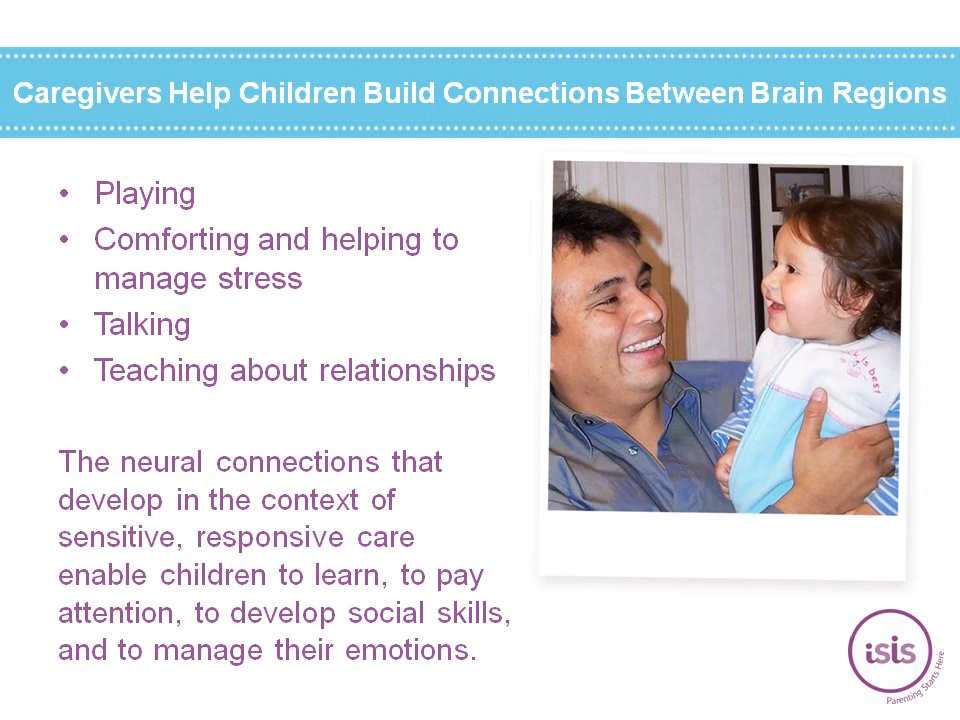 Caregivers Help Children Build Connections Between Brain Regions
• Playing
• Comforting and helping to
manage stress
• Talking
• Teaching about relationships
The neural connections that
develop in the context of
sensitive, responsive care
enable children to learn, to pay
attention, to develop social skills,
and to manage their emotions.
is best
isis
Parenting Starts Here.